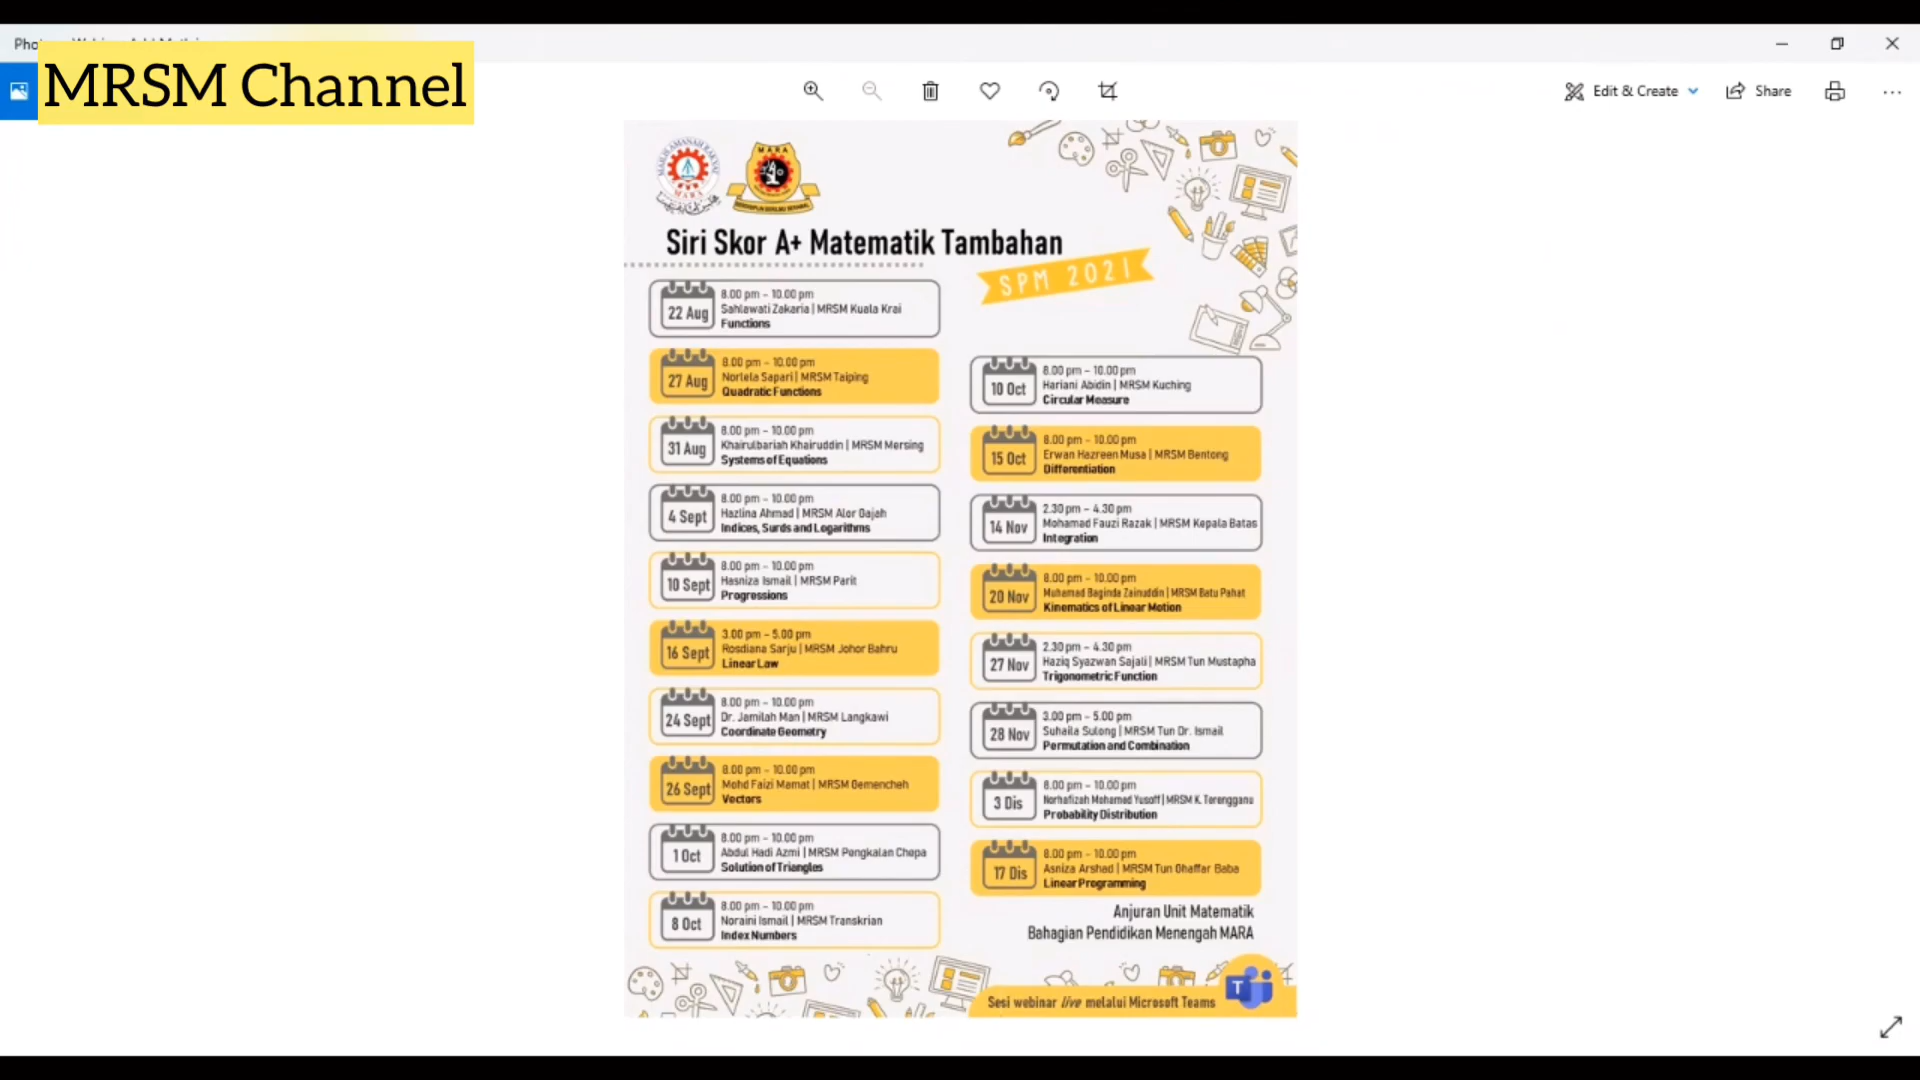 MRSM Channel
Edit & Create
Share
Siri Skor A+ Matematik Tambahan
SPM 2021
22 Aug
8.00 pm - 10.00 pm
Sahlawati Zakaria | MRSM Kuala Krai
Functions
27 Aug
8.00 pm - 10.00 pm
Norlela Sapari | MRSM Taiping
Quadratic Functions
31 Aug
8.00 pm - 10.00 pm
Khairulbariah Khairuddin | MRSM Mersing
Systems of Equations
4 Sept
8.00 pm - 10.00 pm
Hazlina Ahmad | MRSM Alor Gajah
Indices, Surds and Logarithms
10 Sept
8.00 pm - 10.00 pm
Hasniza Ismail | MRSM Parit
Progressions
16 Sept
3.00 pm - 5.00 pm
Rosdiana Sarju | MRSM Johor Bahru
Linear Law
24 Sept
8.00 pm - 10.00 pm
Dr. Jamilah Man | MRSM Langkawi
Coordinate Geometry
26 Sept
8.00 pm - 10.00 pm
Mohd Faizi Mamat | MRSM Gemencheh
Vectors
1 Oct
8.00 pm - 10.00 pm
Abdul Hadi Azmi | MRSM Pengkalan Chepa
Solution of Triangles
8 Oct
8.00 pm - 10.00 pm
Noraini Ismail | MRSM Transkrian
Index Numbers
10 Oct
8.00 pm - 10.00 pm
Hariani Abidin | MRSM Kuching
Circular Measure
15 Oct
8.00 pm - 10.00 pm
Erwan Hazreen Musa | MRSM Bentong
Differentiation
14 Nov
2.30 pm - 4.30 pm
Mohamad Fauzi Razak | MRSM Kepala Batas
Integration
20 Nov
8.00 pm - 10.00 pm
Muhamad Baginda Zainuddin | MRSM Batu Pahat
Kinematics of Linear Motion
27 Nov
2.30 pm - 4.30 pm
Haziq Syazwan Sajali | MRSM Tun Mustapha
Trigonometric Function
28 Nov
3.00 pm - 5.00 pm
Suhaila Sulong | MRSM Tun Dr. Ismail
Permutation and Combination
3 Dis
8.00 pm - 10.00 pm
Norhafizah Mohamed Yusoff | MRSM K. Terengganu
Probability Distribution
17 Dis
8.00 pm - 10.00 pm
Asniza Arshad | MRSM Tun Ghaffar Baba
Linear Programming
Anjuran Unit Matematik
Bahagian Pendidikan Menengah MARA
Sesi webinar live melalui Microsoft Teams